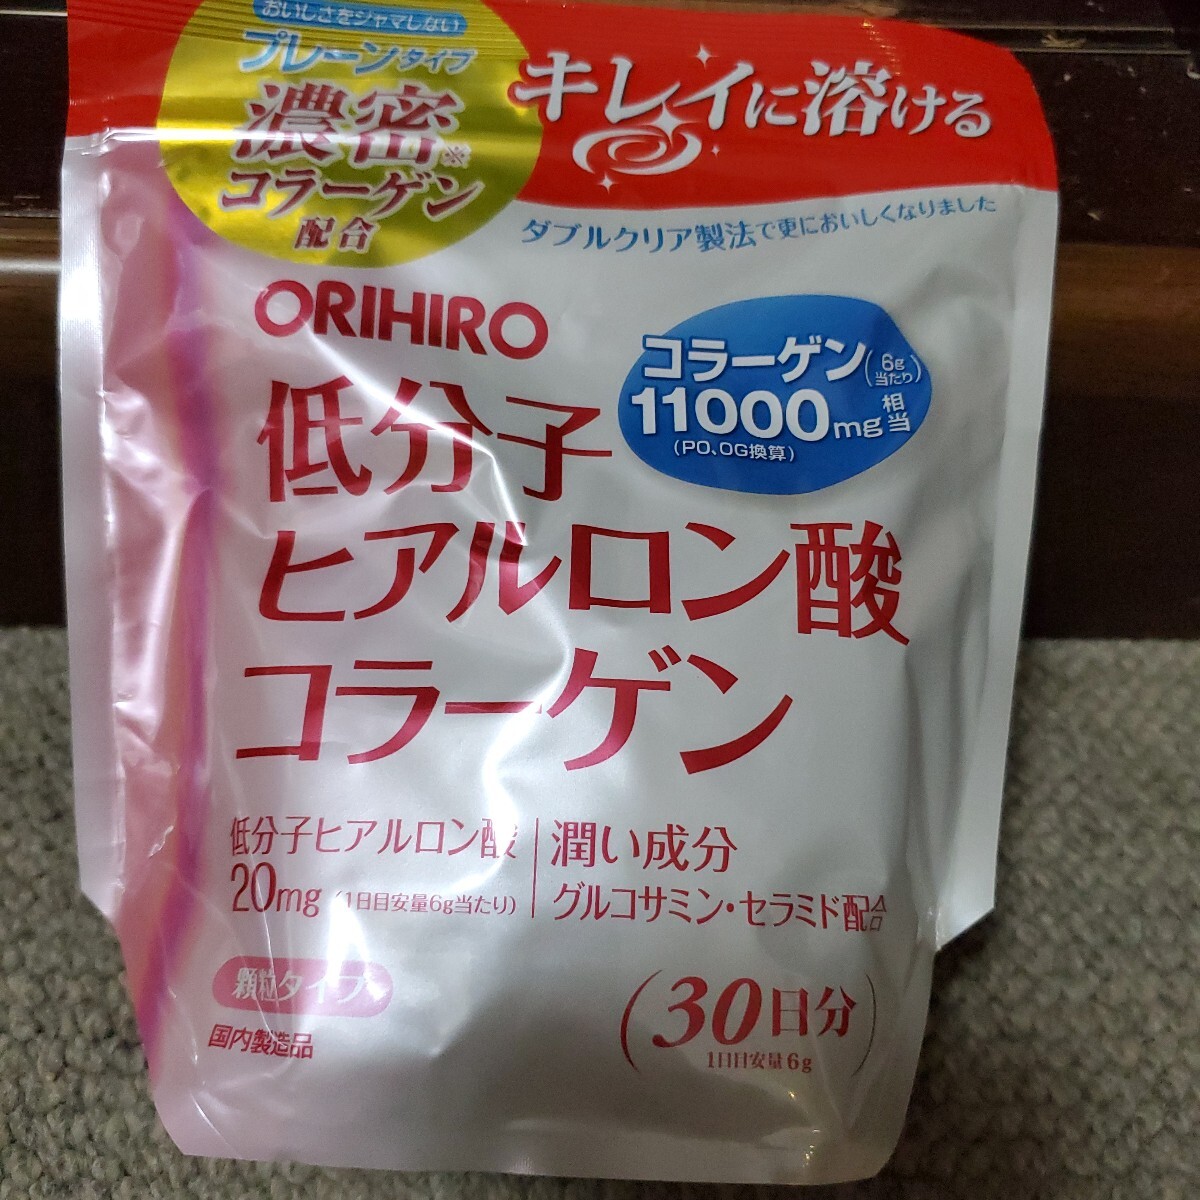 おいしさをジャマしない
プレーンタイプ
濃密※
コラーゲン
配合
キレイに溶ける
ダブルクリア製法で更においしくなりました
ORIHIRO
コラーゲン(6g当たり)
11000mg相当
(PO、OG換算)
低分子
ヒアルロン酸
コラーゲン
低分子ヒアルロン酸
20mg(1日目安量6g当たり)
潤い成分
グルコサミン・セラミド配合
顆粒タイプ
国内製造品
(30日分)
1日目安量6g